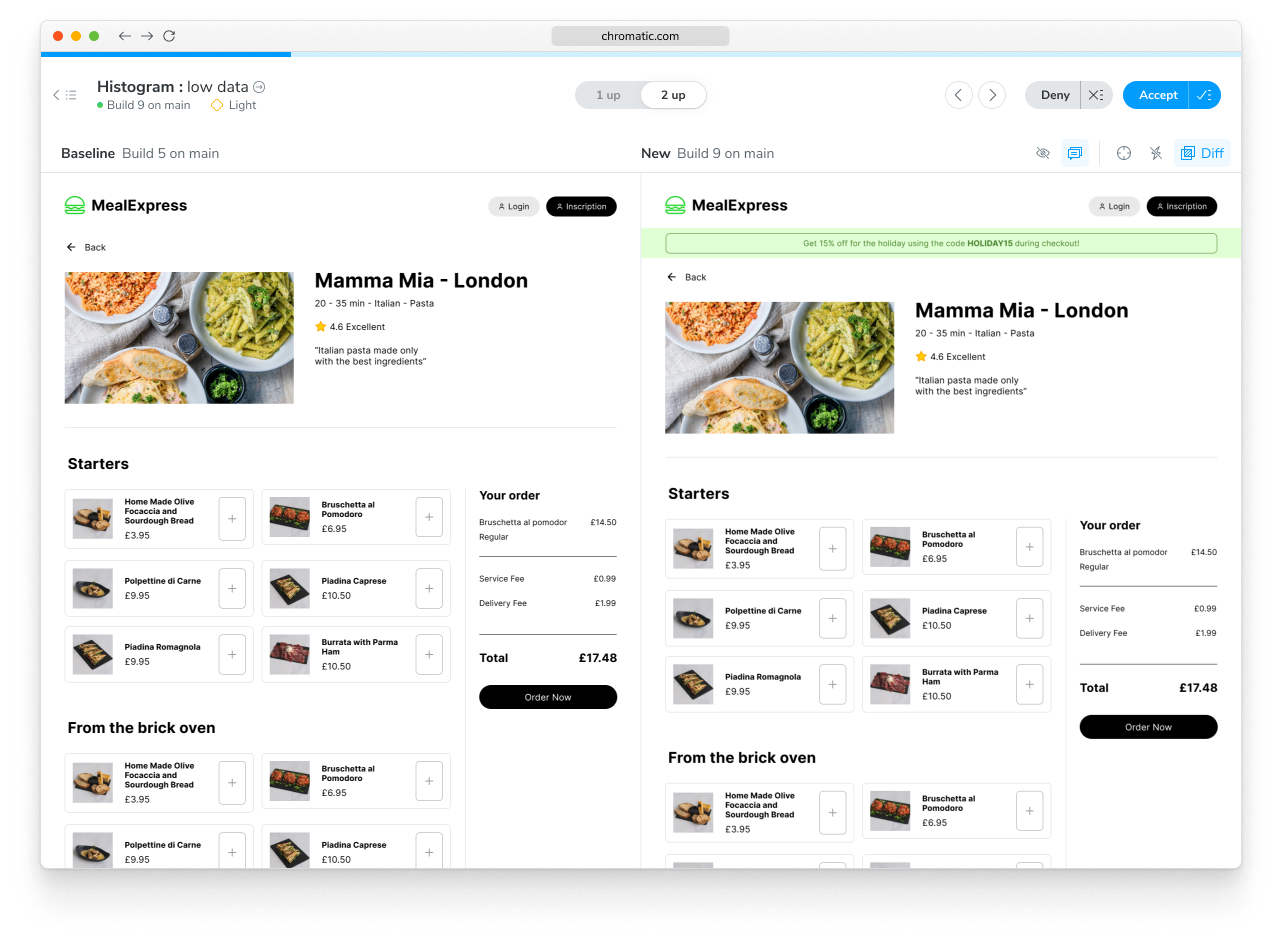 chromatic.com
Histogram : low data
Build 9 on main Light
1 up 2 up
Deny Accept
Baseline Build 5 on main
New Build 9 on main
Diff
MealExpress
Login Inscription
Back
Mamma Mia - London
20 - 35 min - Italian - Pasta
4.6 Excellent
"Italian pasta made only
with the best ingredients"
Starters
Home Made Olive
Focaccia and
Sourdough Bread
£3.95
Bruschetta al
Pomodoro
£6.95
Polpettine di Carne
£9.95
Piadina Caprese
£10.50
Piadina Romagnola
£9.95
Burrata with Parma
Ham
£10.50
Your order
Bruschetta al pomodor £14.50
Regular
Service Fee £0.99
Delivery Fee £1.99
Total £17.48
Order Now
From the brick oven
Home Made Olive
Focaccia and
Sourdough Bread
£3.95
Bruschetta al
Pomodoro
£6.95
Polpettine di Carne
£9.95
Piadina Caprese
£10.50
MealExpress
Login Inscription
Get 15% off for the holiday using the code HOLIDAY15 during checkout!
Back
Mamma Mia - London
20 - 35 min - Italian - Pasta
4.6 Excellent
"Italian pasta made only
with the best ingredients"
Starters
Home Made Olive
Focaccia and
Sourdough Bread
£3.95
Bruschetta al
Pomodoro
£6.95
Polpettine di Carne
£9.95
Piadina Caprese
£10.50
Piadina Romagnola
£9.95
Burrata with Parma
Ham
£10.50
Your order
Bruschetta al pomodor £14.50
Regular
Service Fee £0.99
Delivery Fee £1.99
Total £17.48
Order Now
From the brick oven
Home Made Olive
Focaccia and
Sourdough Bread
£3.95
Bruschetta al
Pomodoro
£6.95